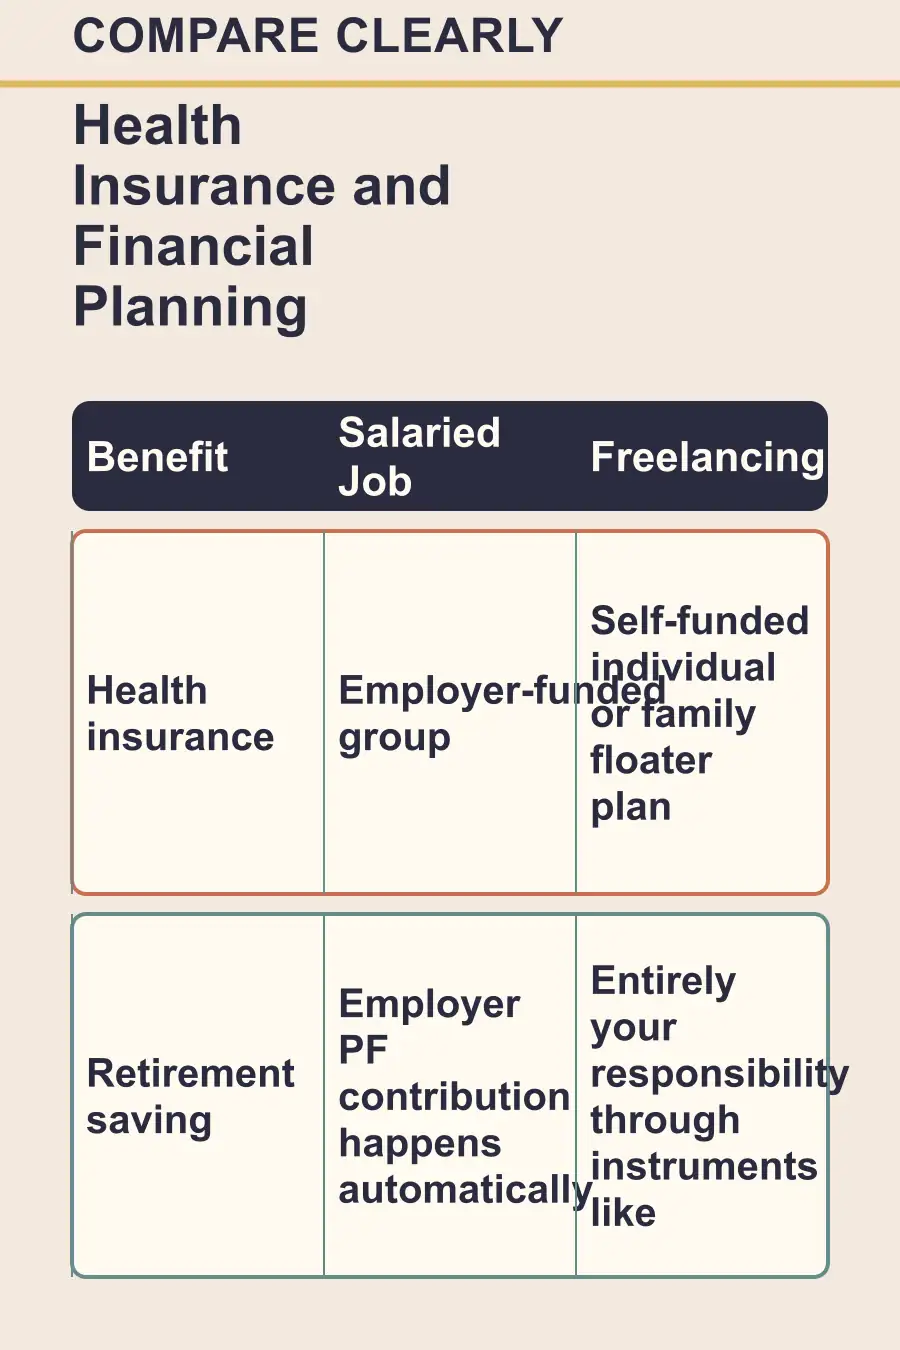 COMPARE CLEARLY
Health
Insurance and
Financial
Planning
Benefit
Salaried
Job
Freelancing
Health
insurance
Employer-funded
group
Self-funded
individual
or family
floater
plan
Retirement
saving
Employer
PF
contribution
happens
automatically
Entirely
your
responsibility
through
instruments
like